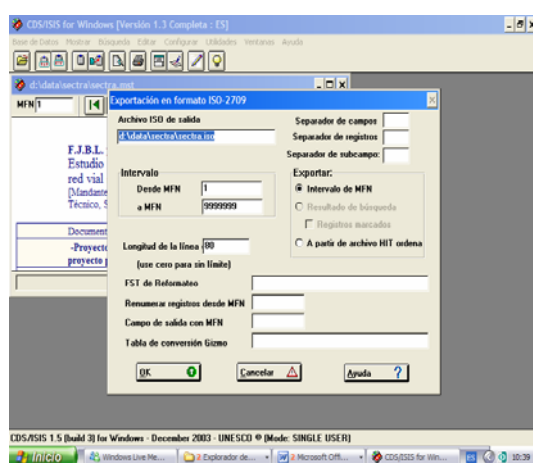 CDS/ISIS for Windows [Versión 1.3 Completa : ES]
Base de Datos Mostrar Búsqueda Editar Configurar Utilidades Ventanas Ayuda
d:\data\sectra\sectra.mst
MFN 1
F.J.B.L.
Estudio
red vial
[Mandante
Técnico, S
Document
-Proyecto
proyecto p
Exportación en formato ISO-2709
Archivo ISO de salida
d:\data\sectra\sectra.iso
Separador de campos
Separador de registros
Separador de subcampo:
Intervalo
Desde MFN 1
a MFN 9999999
Exportar:
Intervalo de MFN
Resultado de búsqueda
Registros marcados
A partir de archivo HIT ordena
Longitud de la línea 80
(use cero para sin límite)
FST de Reformateo
Renumerar registros desde MFN
Campo de salida con MFN
Tabla de conversión Gizmo
OK
Cancelar
Ayuda
CDS/ISIS 1.5 (build 3) for Windows - December 2003 - UNESCO © (Mode: SINGLE USER)
Inicio
Windows Live Me...
2 Explorador de...
2 Microsoft Offi...
CDS/ISIS for Win...
ES
10:39